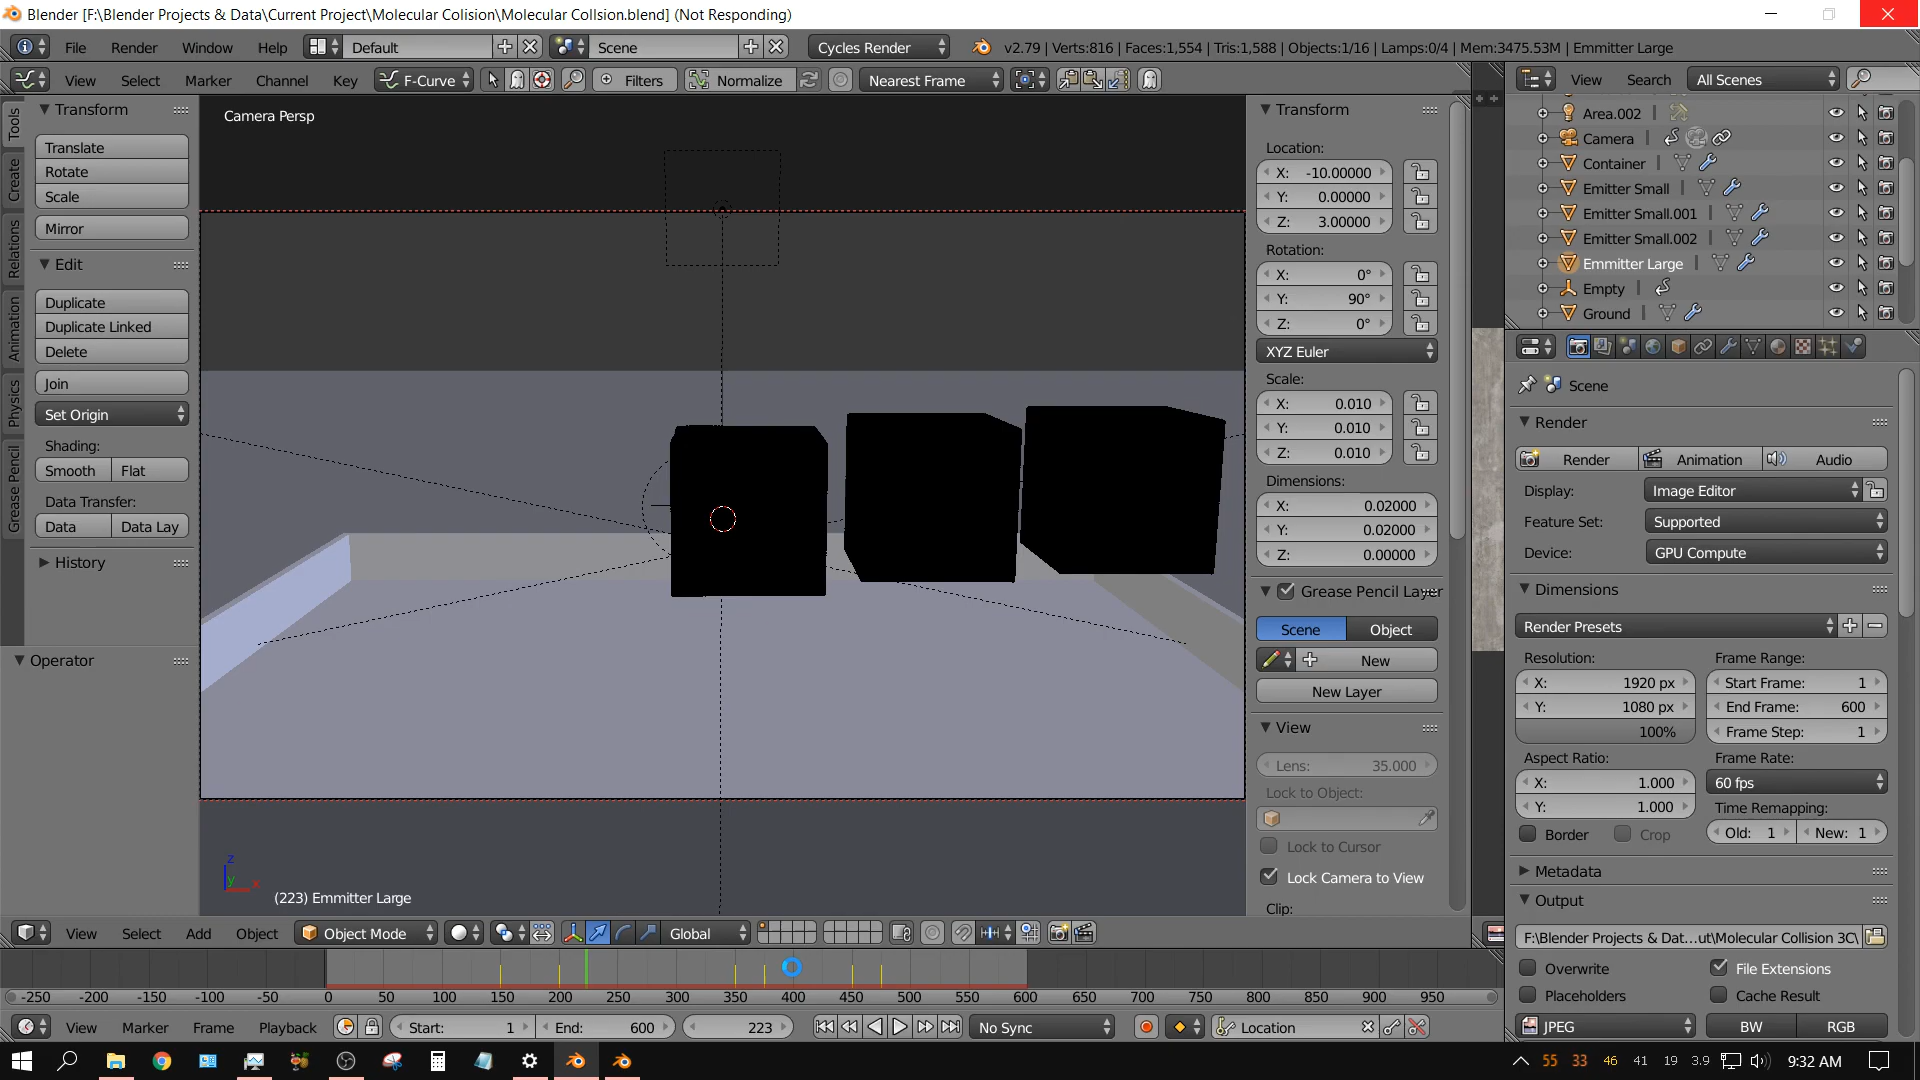 Blender [F:\Blender Projects & Data\Current Project\Molecular Colision\Molecular Collsion.blend] (Not Responding)
File Render Window Help Default Scene Cycles Render v2.79 | Verts:816 | Faces:1,554 | Tris:1,588 | Objects:1/16 | Lamps:0/4 | Mem:3475.53M | Emmitter Large
View Select Marker Channel Key F-Curve Filters Normalize Nearest Frame View Search All Scenes
Tools
Create
Relations
Animation
Physics
Grease Pencil
Transform
Translate
Rotate
Scale
Mirror
Edit
Duplicate
Duplicate Linked
Delete
Join
Set Origin
Shading:
Smooth Flat
Data Transfer:
Data Data Lay
History
Operator
Camera Persp
(223) Emmitter Large
z
y
x
Transform
Location:
X: -10.00000
Y: 0.00000
Z: 3.00000
Rotation:
X: 0°
Y: 90°
Z: 0°
XYZ Euler
Scale:
X: 0.010
Y: 0.010
Z: 0.010
Dimensions:
X: 0.02000
Y: 0.02000
Z: 0.00000
Grease Pencil Layer
Scene Object
New
New Layer
View
Lens: 35.000
Lock to Object:
Lock to Cursor
Lock Camera to View
Clip:
Area.002
Camera
Container
Emitter Small
Emitter Small.001
Emitter Small.002
Emmitter Large
Empty
Ground
Scene
Render
Render Animation Audio
Display: Image Editor
Feature Set: Supported
Device: GPU Compute
Dimensions
Render Presets
Resolution: Frame Range:
X: 1920 px Start Frame: 1
Y: 1080 px End Frame: 600
100% Frame Step: 1
Aspect Ratio: Frame Rate:
X: 1.000 60 fps
Y: 1.000 Time Remapping:
Border Crop Old: 1 New: 1
Metadata
Output
F:\Blender Projects & Dat...ut\Molecular Collision 3C\
Overwrite File Extensions
Placeholders Cache Result
JPEG BW RGB
View Select Add Object Object Mode Global
-250 -200 -150 -100 -50 0 50 100 150 200 250 300 350 400 450 500 550 600 650 700 750 800 850 900 950
View Marker Frame Playback Start: 1 End: 600 223 No Sync Location
55 33 46 41 19 3.9 9:32 AM